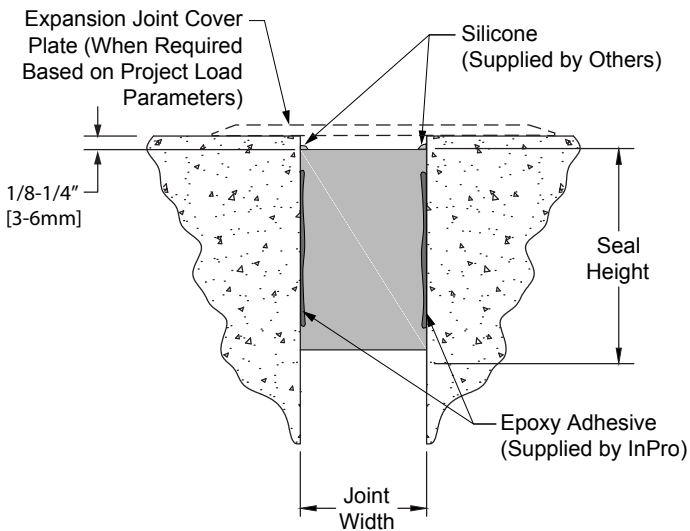 Expansion Joint Cover
Plate (When Required
Based on Project Load
Parameters)
Silicone
(Supplied by Others)
1/8-1/4"
[3-6mm]
Seal
Height
Epoxy Adhesive
(Supplied by InPro)
Joint
Width